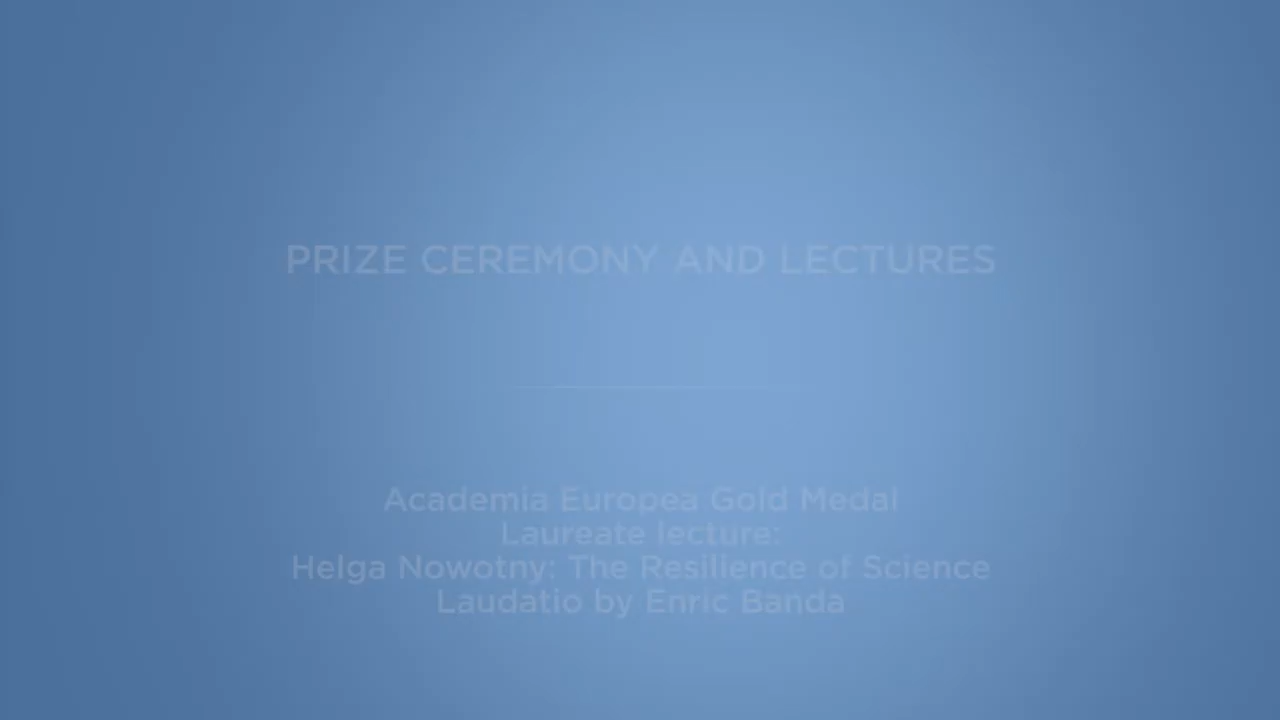 PRIZE CEREMONY AND LECTURES
Academia Europea Gold Medal
Laureate lecture:
Helga Nowotny: The Resilience of Science
Laudatio by Enric Banda